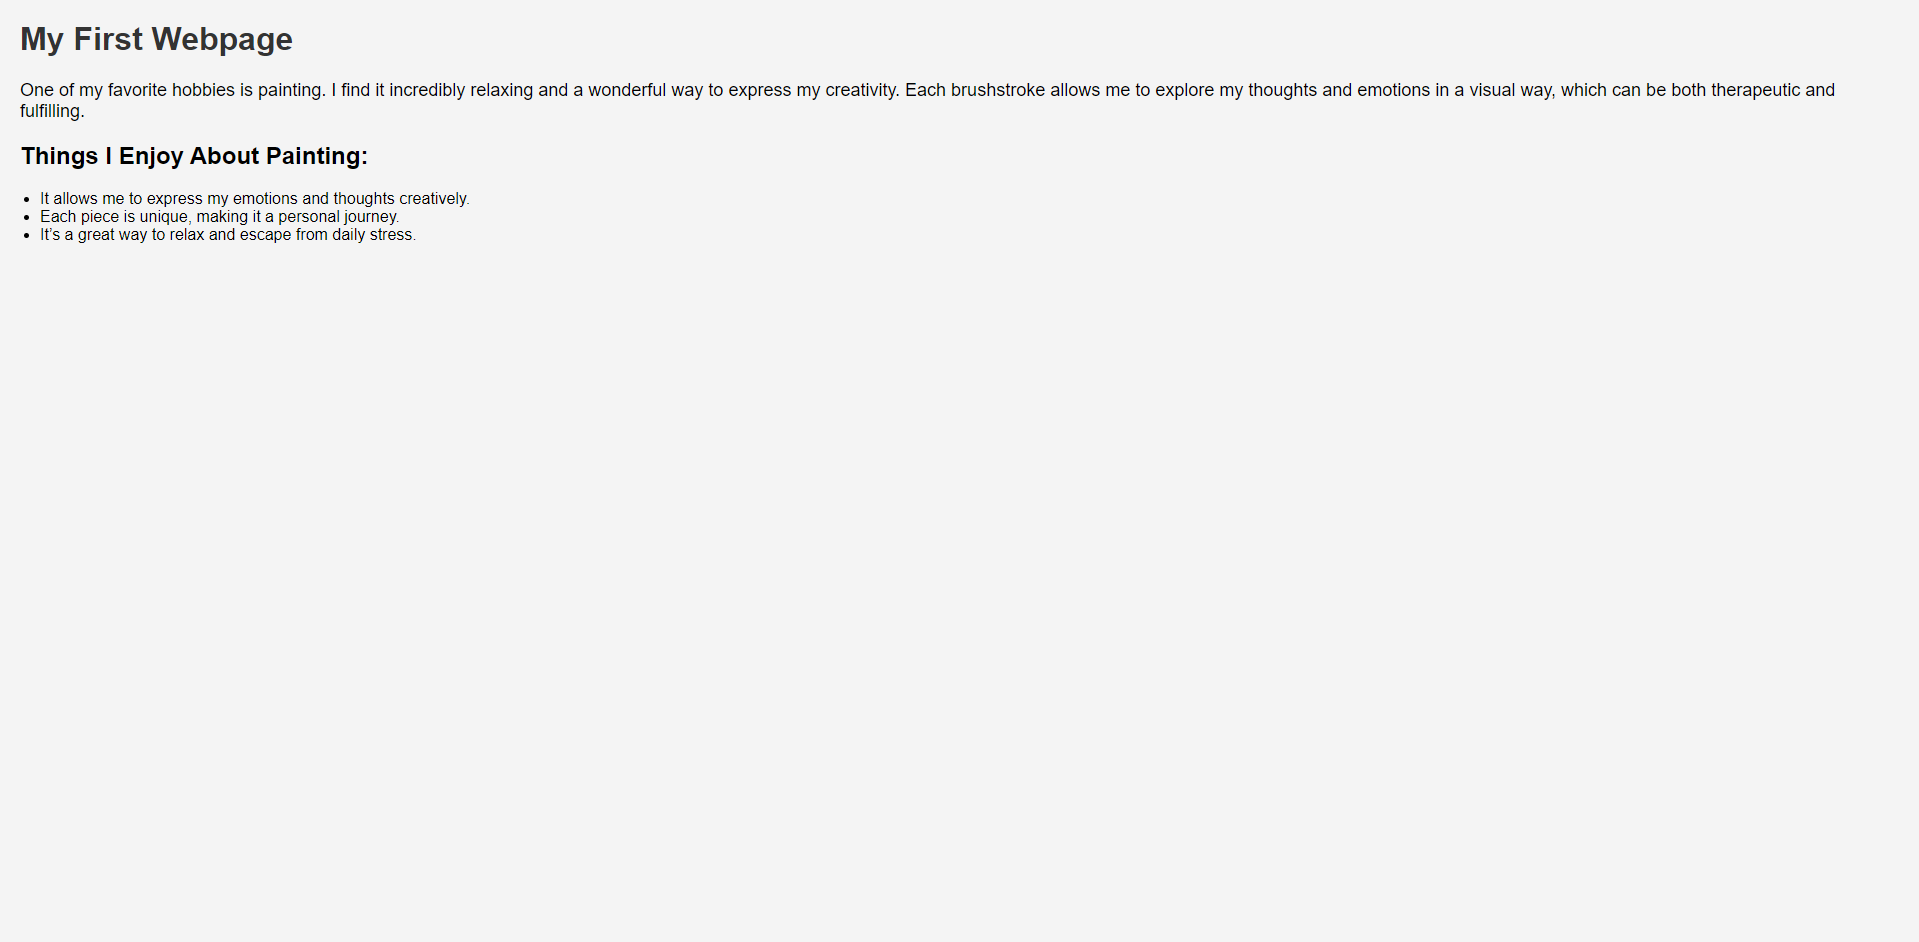 My First Webpage
One of my favorite hobbies is painting. I find it incredibly relaxing and a wonderful way to express my creativity. Each brushstroke allows me to explore my thoughts and emotions in a visual way, which can be both therapeutic and
fulfilling.
Things I Enjoy About Painting:
• It allows me to express my emotions and thoughts creatively.
• Each piece is unique, making it a personal journey.
• It’s a great way to relax and escape from daily stress.